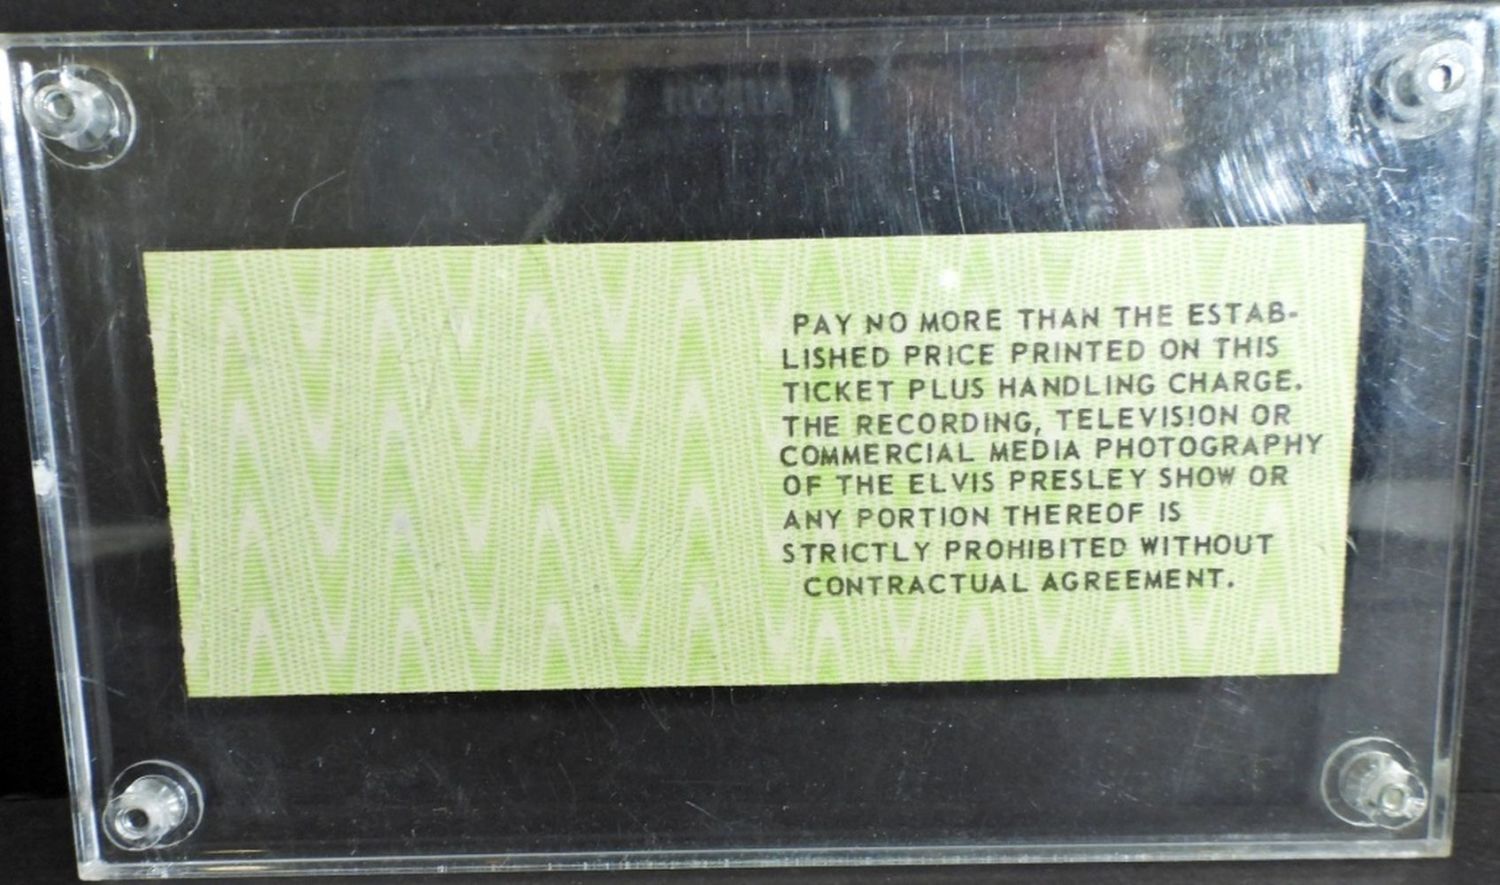 PAY NO MORE THAN THE ESTAB-
LISHED PRICE PRINTED ON THIS
TICKET PLUS HANDLING CHARGE.
THE RECORDING, TELEVISION OR
COMMERCIAL MEDIA PHOTOGRAPHY
OF THE ELVIS PRESLEY SHOW OR
ANY PORTION THEREOF IS
STRICTLY PROHIBITED WITHOUT
CONTRACTUAL AGREEMENT.